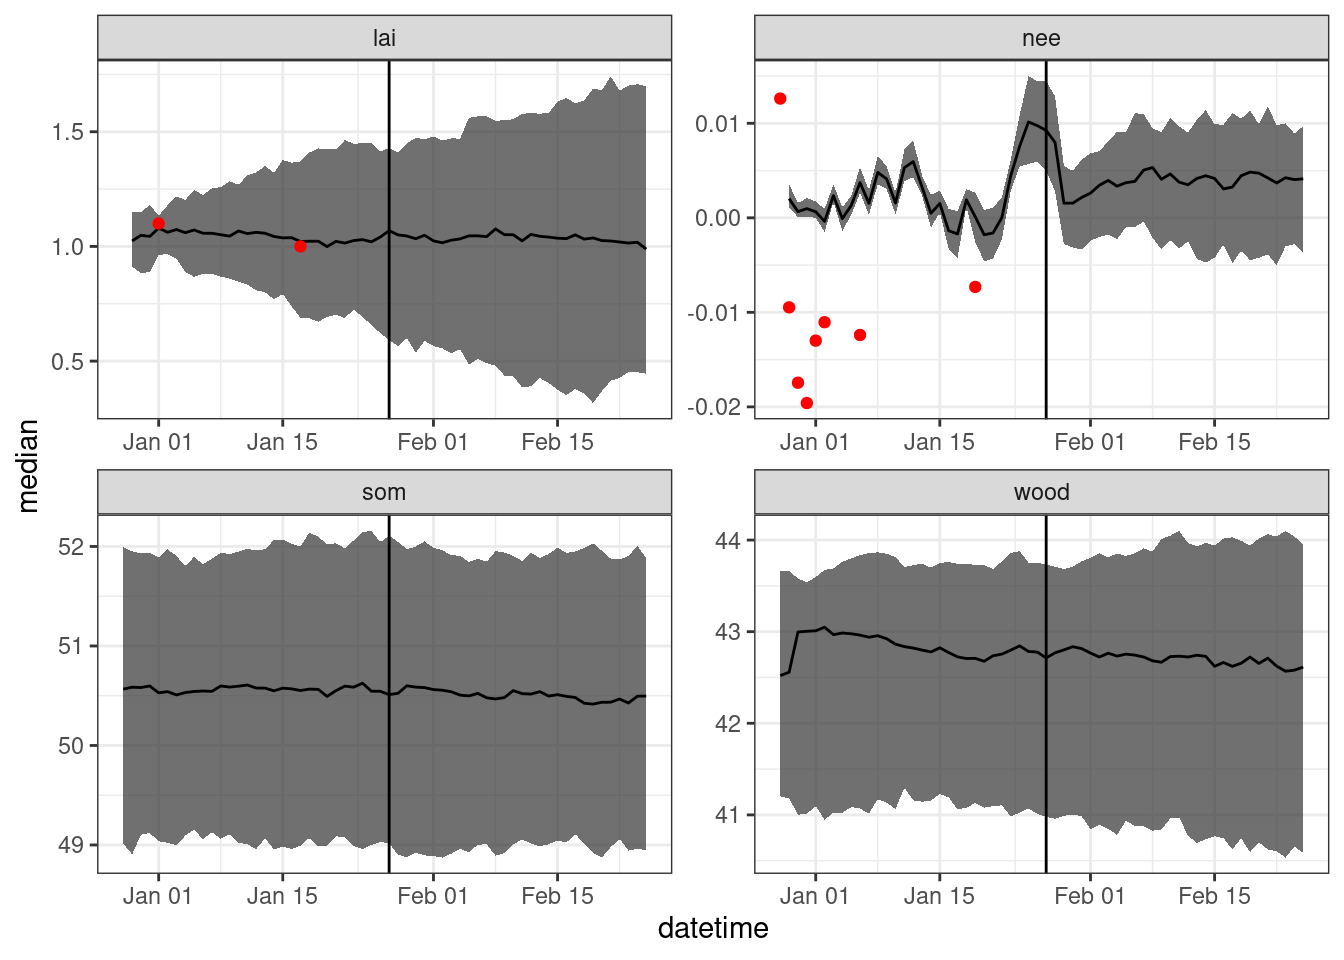 lai
nee
1.5
1.0
0.5
0.01
0.00
-0.01
-0.02
Jan 01 Jan 15 Feb 01 Feb 15
Jan 01 Jan 15 Feb 01 Feb 15
median
som
wood
52
51
50
49
44
43
42
41
Jan 01 Jan 15 Feb 01 Feb 15
Jan 01 Jan 15 Feb 01 Feb 15
datetime